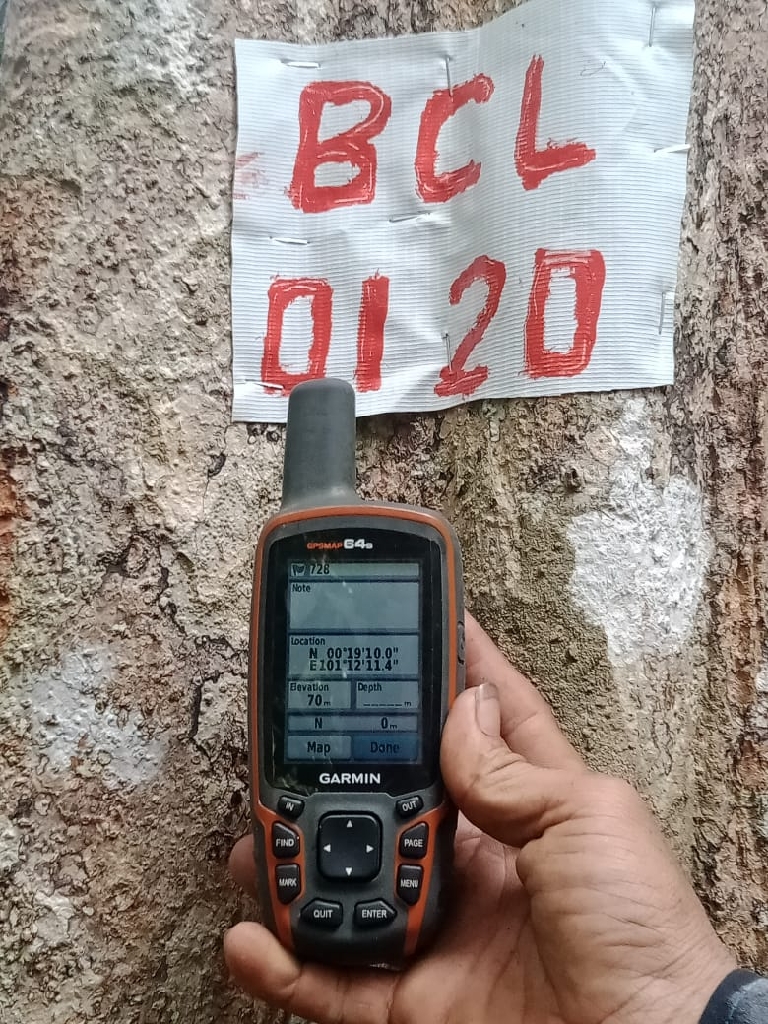 BCL
0120
GPSMAP 64s
728
Note
Location
N 00°19'10.0"
E101°12'11.4"
Elevation Depth
70m _____m
N 0m
Map Done
GARMIN
IN OUT
FIND PAGE
MARK MENU
QUIT ENTER